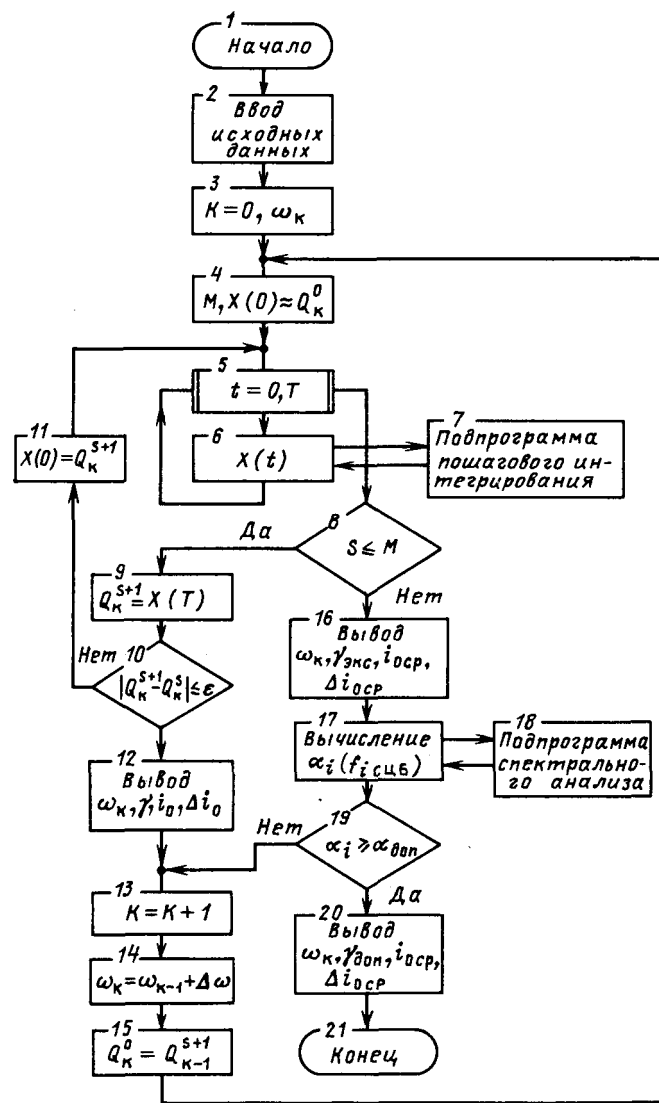 1
Начало
2
Ввод
исходных
данных
3
K=0, ω_к
4
M, X(0)≈Q_к^0
5
t=0,T
6
X(t)
7
Подпрограмма
пошагового ин-
тегрирования
11
X(0)=Q_к^{s+1}
8
S≤M
Да
Нет
9
Q_к^{s+1}=X(T)
10
Нет
|Q_к^{s+1}-Q_к^s|≤ε
12
Вывод
ω_к,γ,i_0,Δi_0
16
Вывод
ω_к,γ_экс,i_0ср,
Δi_0ср
17
Вычисление
α_i(f_i сцб)
18
Подпрограмма
спектрально-
го анализа
19
α_i≥α_доп
Нет
Да
13
K=K+1
14
ω_к=ω_{к-1}+Δω
15
Q_к^0=Q_{к-1}^{s+1}
20
Вывод
ω_к,γ_доп,i_0ср,
Δi_0ср
21
Конец